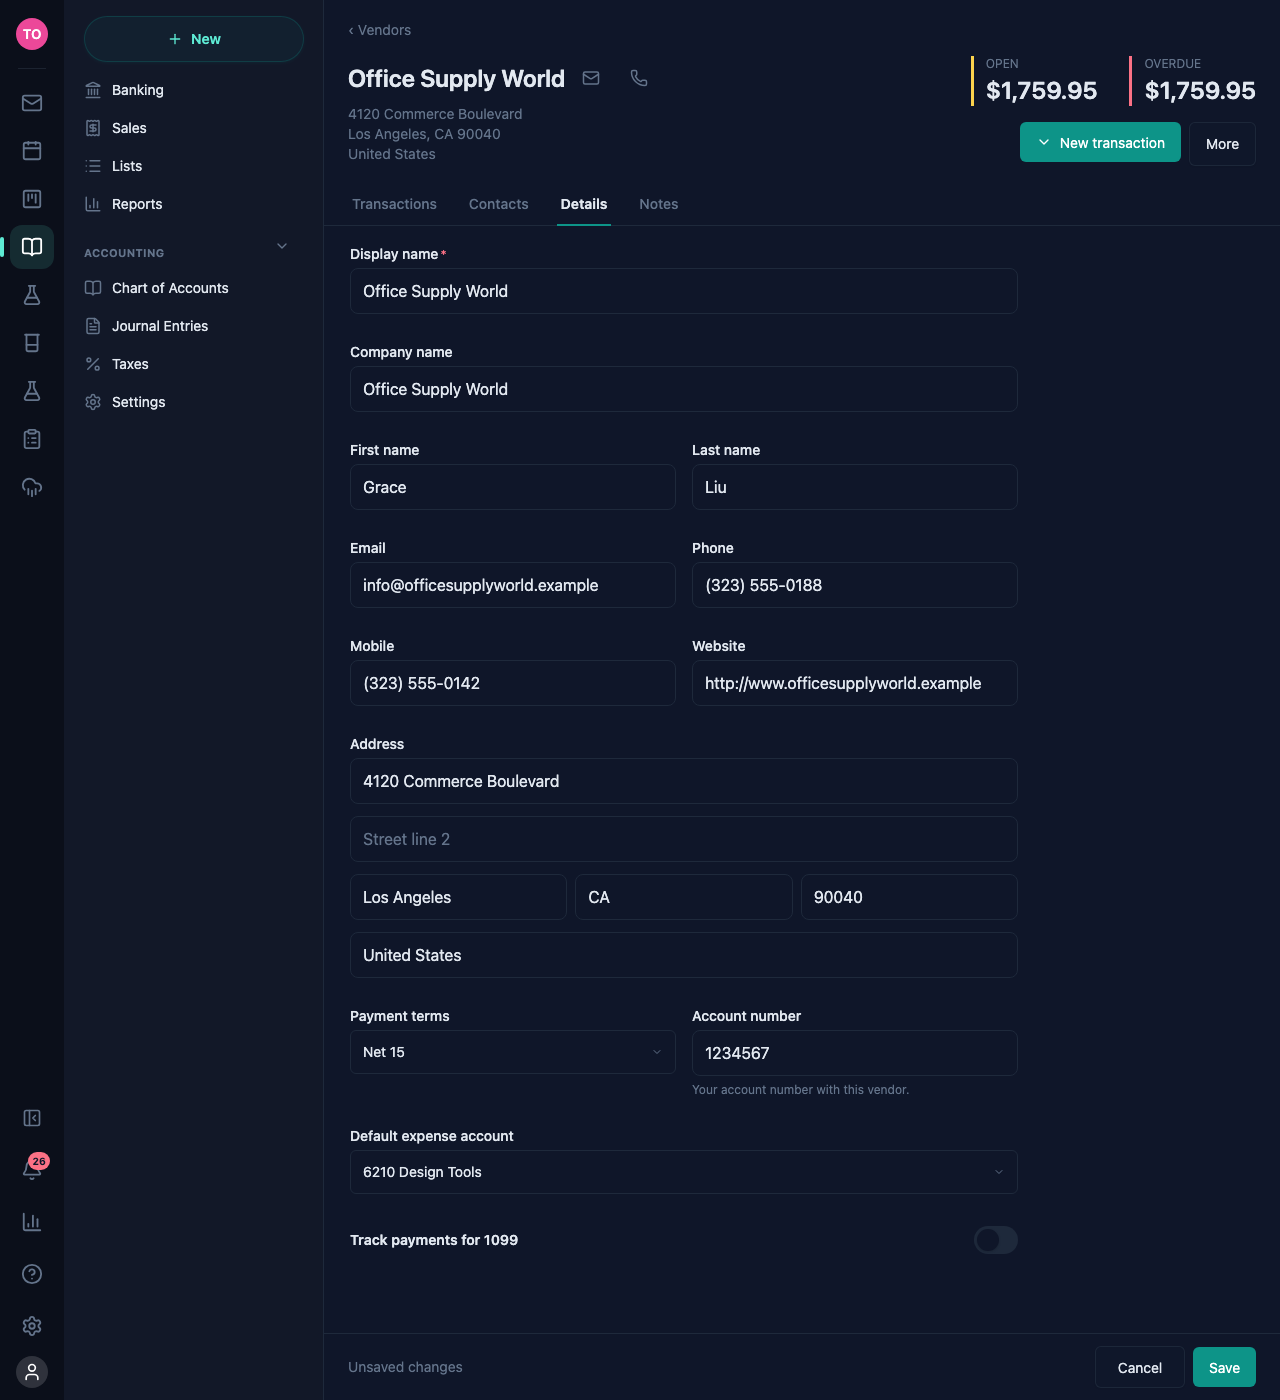 TO
New
Banking
Sales
Lists
Reports
ACCOUNTING
Chart of Accounts
Journal Entries
Taxes
Settings
26
‹ Vendors
Office Supply World
4120 Commerce Boulevard
Los Angeles, CA 90040
United States
OPEN
$1,759.95
OVERDUE
$1,759.95
New transaction
More
Transactions Contacts Details Notes
Display name *
Office Supply World
Company name
Office Supply World
First name Last name
Grace Liu
Email Phone
info@officesupplyworld.example (323) 555-0188
Mobile Website
(323) 555-0142 http://www.officesupplyworld.example
Address
4120 Commerce Boulevard
Street line 2
Los Angeles CA 90040
United States
Payment terms Account number
Net 15 1234567
Your account number with this vendor.
Default expense account
6210 Design Tools
Track payments for 1099
Unsaved changes Cancel Save